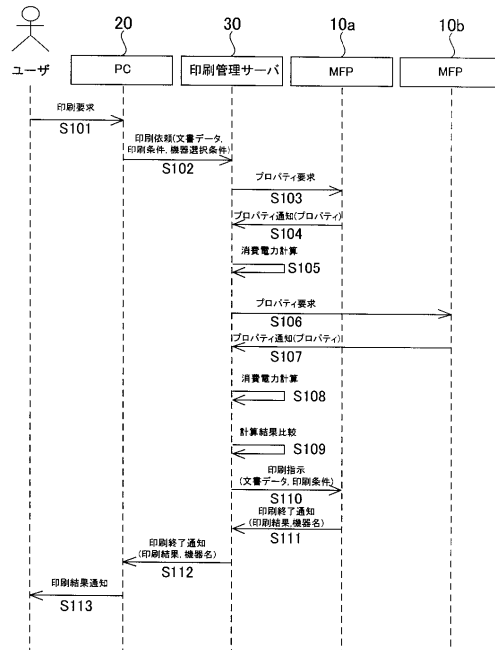 20
30
10a
10b
ユーザ
PC
印刷管理サーバ
MFP
MFP
印刷要求
S101
印刷依頼(文書データ,
印刷条件, 機器選択条件)
S102
プロパティ要求
S103
プロパティ通知(プロパティ)
S104
消費電力計算
S105
プロパティ要求
S106
プロパティ通知(プロパティ)
S107
消費電力計算
S108
計算結果比較
S109
印刷指示
(文書データ, 印刷条件)
S110
印刷終了通知
(印刷結果, 機器名)
S111
印刷終了通知
(印刷結果, 機器名)
S112
印刷結果通知
S113